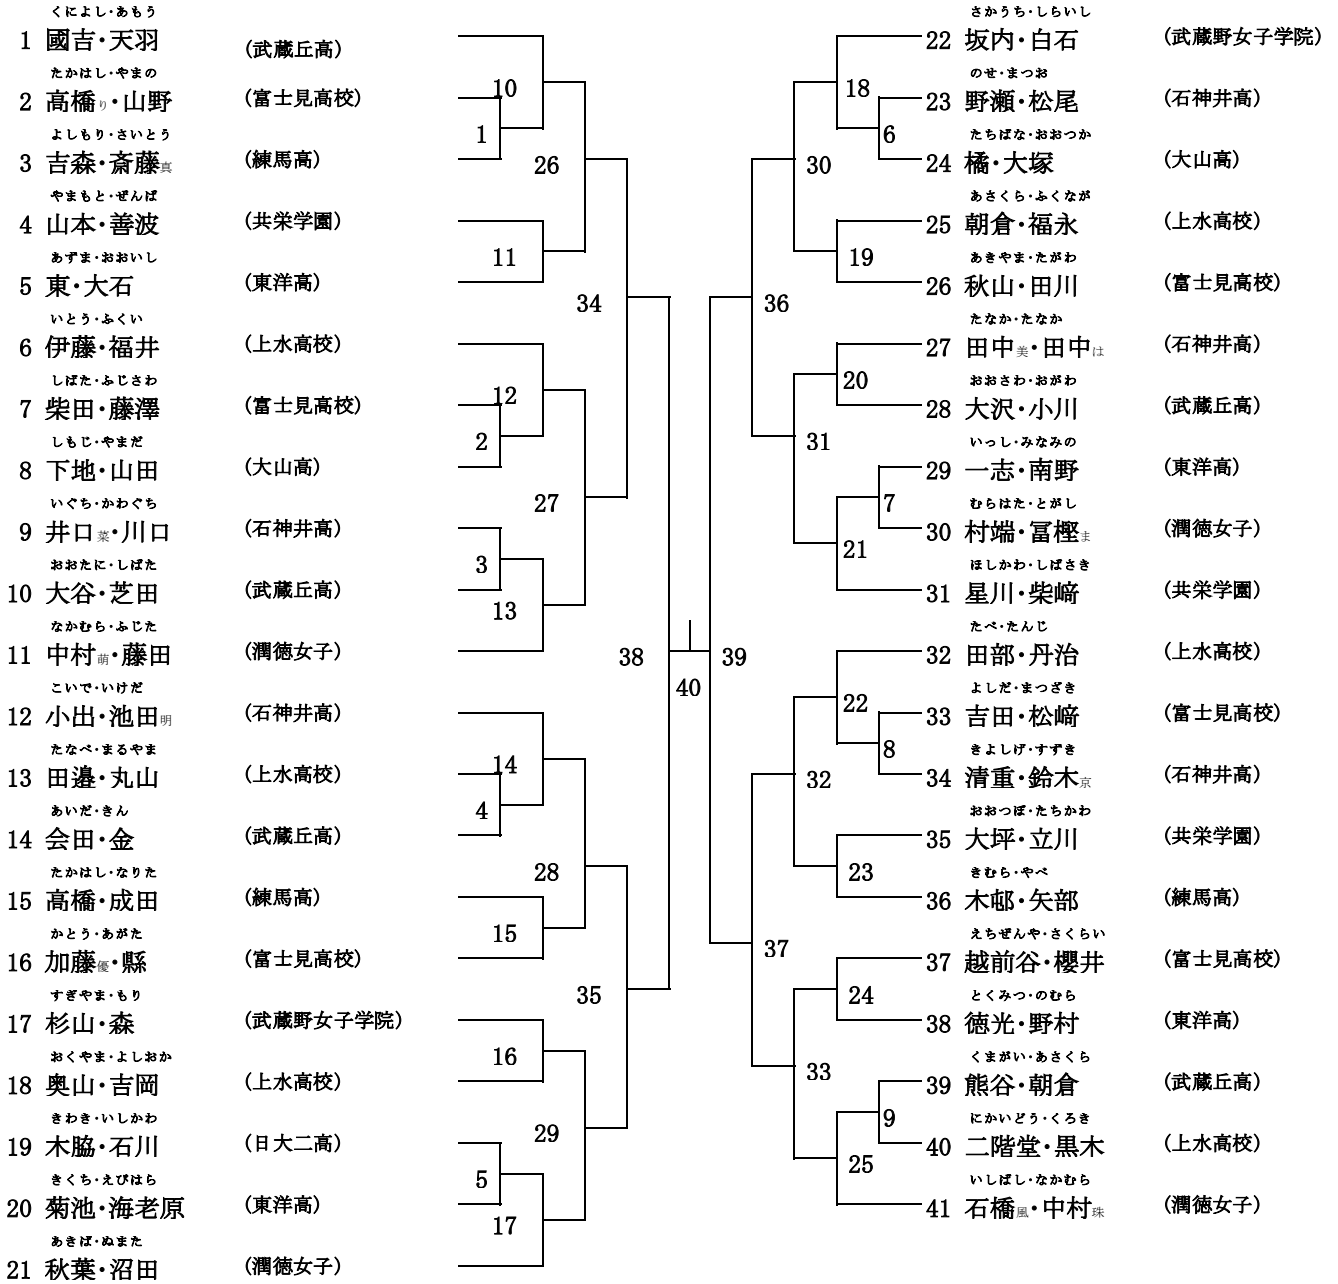 くによし・あもう
1 國吉・天羽 (武蔵丘高)
たかはし・やまの
2 高橋り・山野 (富士見高校)
よしもり・さいとう
3 吉森・斎藤真 (練馬高)
やまもと・ぜんば
4 山本・善波 (共栄学園)
あずま・おおいし
5 東・大石 (東洋高)
いとう・ふくい
6 伊藤・福井 (上水高校)
しばた・ふじさわ
7 柴田・藤澤 (富士見高校)
しもじ・やまだ
8 下地・山田 (大山高)
いぐち・かわぐち
9 井口菜・川口 (石神井高)
おおたに・しばた
10 大谷・芝田 (武蔵丘高)
なかむら・ふじた
11 中村萌・藤田 (潤徳女子)
こいで・いけだ
12 小出・池田明 (石神井高)
たなべ・まるやま
13 田邉・丸山 (上水高校)
あいだ・きん
14 会田・金 (武蔵丘高)
たかはし・なりた
15 高橋・成田 (練馬高)
かとう・あがた
16 加藤優・縣 (富士見高校)
すぎやま・もり
17 杉山・森 (武蔵野女子学院)
おくやま・よしおか
18 奥山・吉岡 (上水高校)
きわき・いしかわ
19 木脇・石川 (日大二高)
きくち・えびはら
20 菊池・海老原 (東洋高)
あきば・ぬまた
21 秋葉・沼田 (潤徳女子)
10
1
26
11
34
12
2
27
3
13
38
14
4
28
15
35
16
29
5
17
40
39
18
6
30
19
36
20
31
7
21
22
8
32
23
37
24
33
9
25
さかうち・しらいし
22 坂内・白石 (武蔵野女子学院)
のせ・まつお
23 野瀬・松尾 (石神井高)
たちばな・おおつか
24 橘・大塚 (大山高)
あさくら・ふくなが
25 朝倉・福永 (上水高校)
あきやま・たがわ
26 秋山・田川 (富士見高校)
たなか・たなか
27 田中美・田中は (石神井高)
おおさわ・おがわ
28 大沢・小川 (武蔵丘高)
いっし・みなみの
29 一志・南野 (東洋高)
むらはた・とがし
30 村端・冨樫ま (潤徳女子)
ほしかわ・しばさき
31 星川・柴﨑 (共栄学園)
たべ・たんじ
32 田部・丹治 (上水高校)
よしだ・まつざき
33 吉田・松﨑 (富士見高校)
きよしげ・すずき
34 清重・鈴木京 (石神井高)
おおつぼ・たちかわ
35 大坪・立川 (共栄学園)
きむら・やべ
36 木邨・矢部 (練馬高)
えちぜんや・さくらい
37 越前谷・櫻井 (富士見高校)
とくみつ・のむら
38 徳光・野村 (東洋高)
くまがい・あさくら
39 熊谷・朝倉 (武蔵丘高)
にかいどう・くろき
40 二階堂・黒木 (上水高校)
いしばし・なかむら
41 石橋風・中村珠 (潤徳女子)